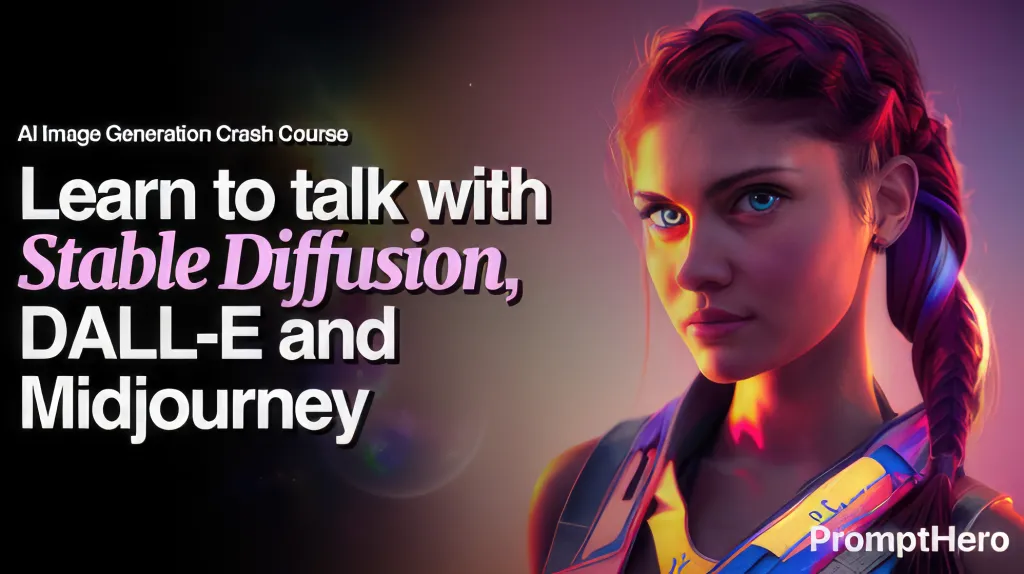 AI Image Generation Crash Course
Learn to talk with
Stable Diffusion,
DALL-E and
Midjourney
PromptHero